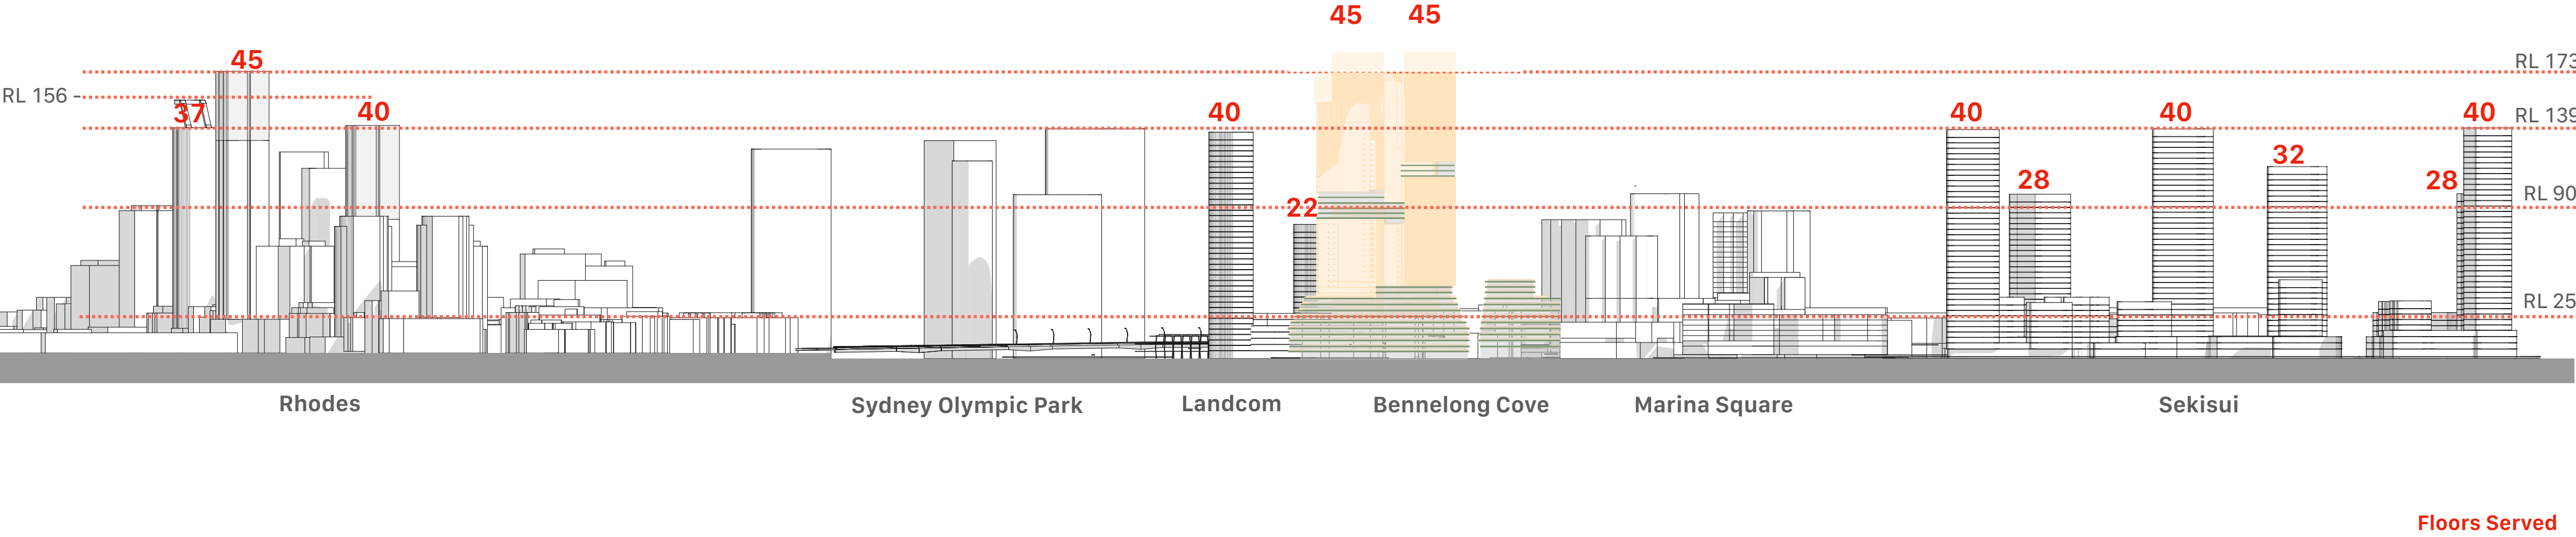 45 45
45 RL 173
RL 156 -
37 40 40 40 40 40 RL 139
32
28 28
22 RL 90
RL 25
Rhodes Sydney Olympic Park Landcom Bennelong Cove Marina Square Sekisui
Floors Served